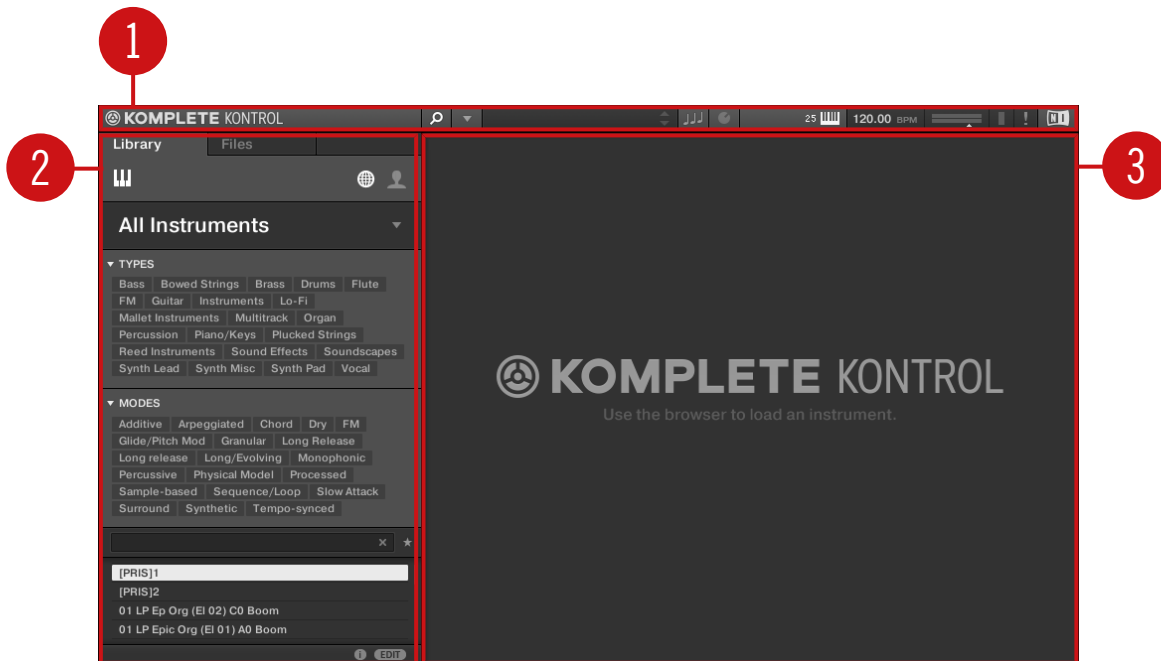 1
KOMPLETE KONTROL
25
120.00 BPM
!
NI
2
3
Library Files
All Instruments
TYPES
Bass Bowed Strings Brass Drums Flute
FM Guitar Instruments Lo-Fi
Mallet Instruments Multitrack Organ
Percussion Piano/Keys Plucked Strings
Reed Instruments Sound Effects Soundscapes
Synth Lead Synth Misc Synth Pad Vocal
MODES
Additive Arpeggiated Chord Dry FM
Glide/Pitch Mod Granular Long Release
Long release Long/Evolving Monophonic
Percussive Physical Model Processed
Sample-based Sequence/Loop Slow Attack
Surround Synthetic Tempo-synced
[PRIS]1
[PRIS]2
01 LP Ep Org (El 02) C0 Boom
01 LP Epic Org (El 01) A0 Boom
i EDIT
KOMPLETE KONTROL
Use the browser to load an instrument.